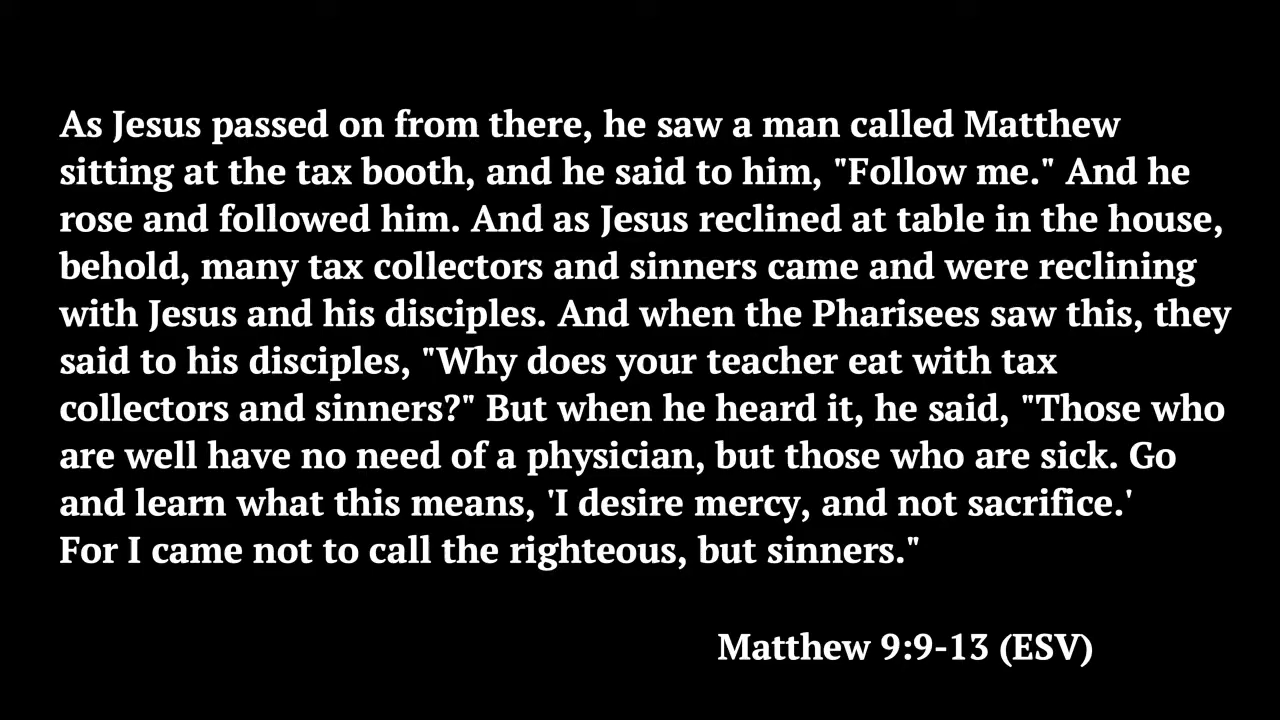 As Jesus passed on from there, he saw a man called Matthew
sitting at the tax booth, and he said to him, "Follow me." And he
rose and followed him. And as Jesus reclined at table in the house,
behold, many tax collectors and sinners came and were reclining
with Jesus and his disciples. And when the Pharisees saw this, they
said to his disciples, "Why does your teacher eat with tax
collectors and sinners?" But when he heard it, he said, "Those who
are well have no need of a physician, but those who are sick. Go
and learn what this means, 'I desire mercy, and not sacrifice.'
For I came not to call the righteous, but sinners."
Matthew 9:9-13 (ESV)